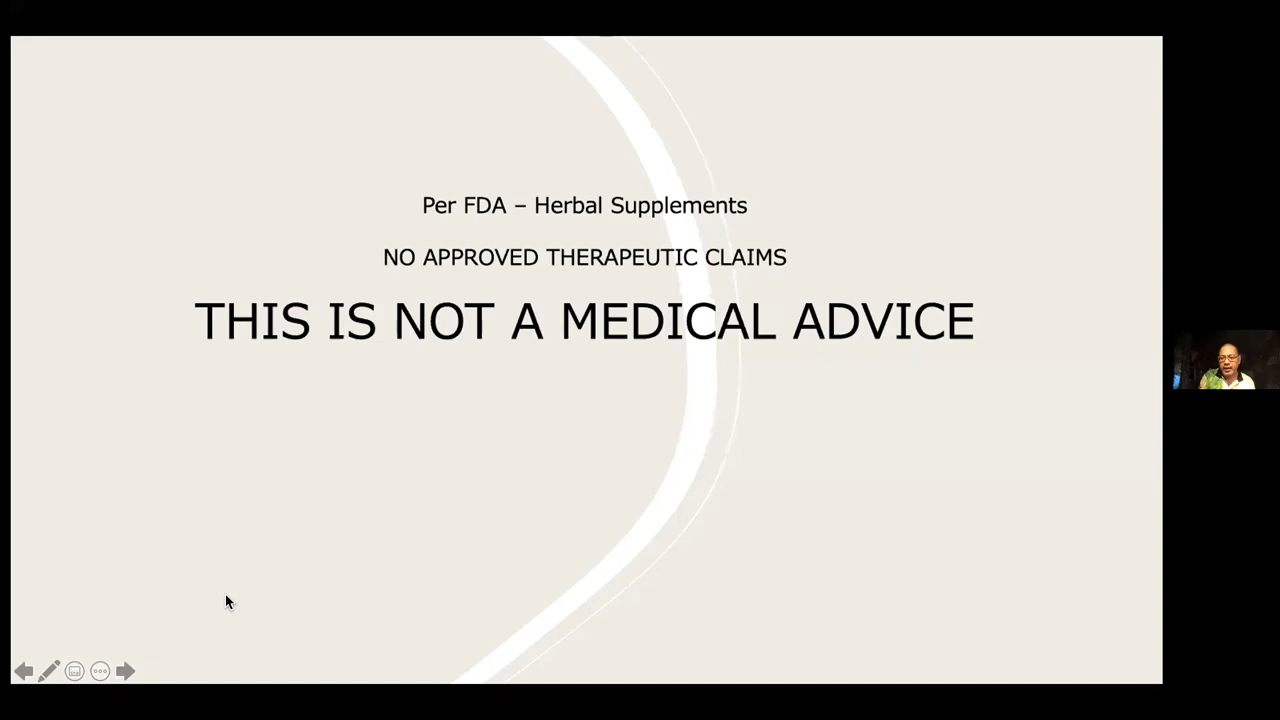 Per FDA – Herbal Supplements
NO APPROVED THERAPEUTIC CLAIMS
THIS IS NOT A MEDICAL ADVICE